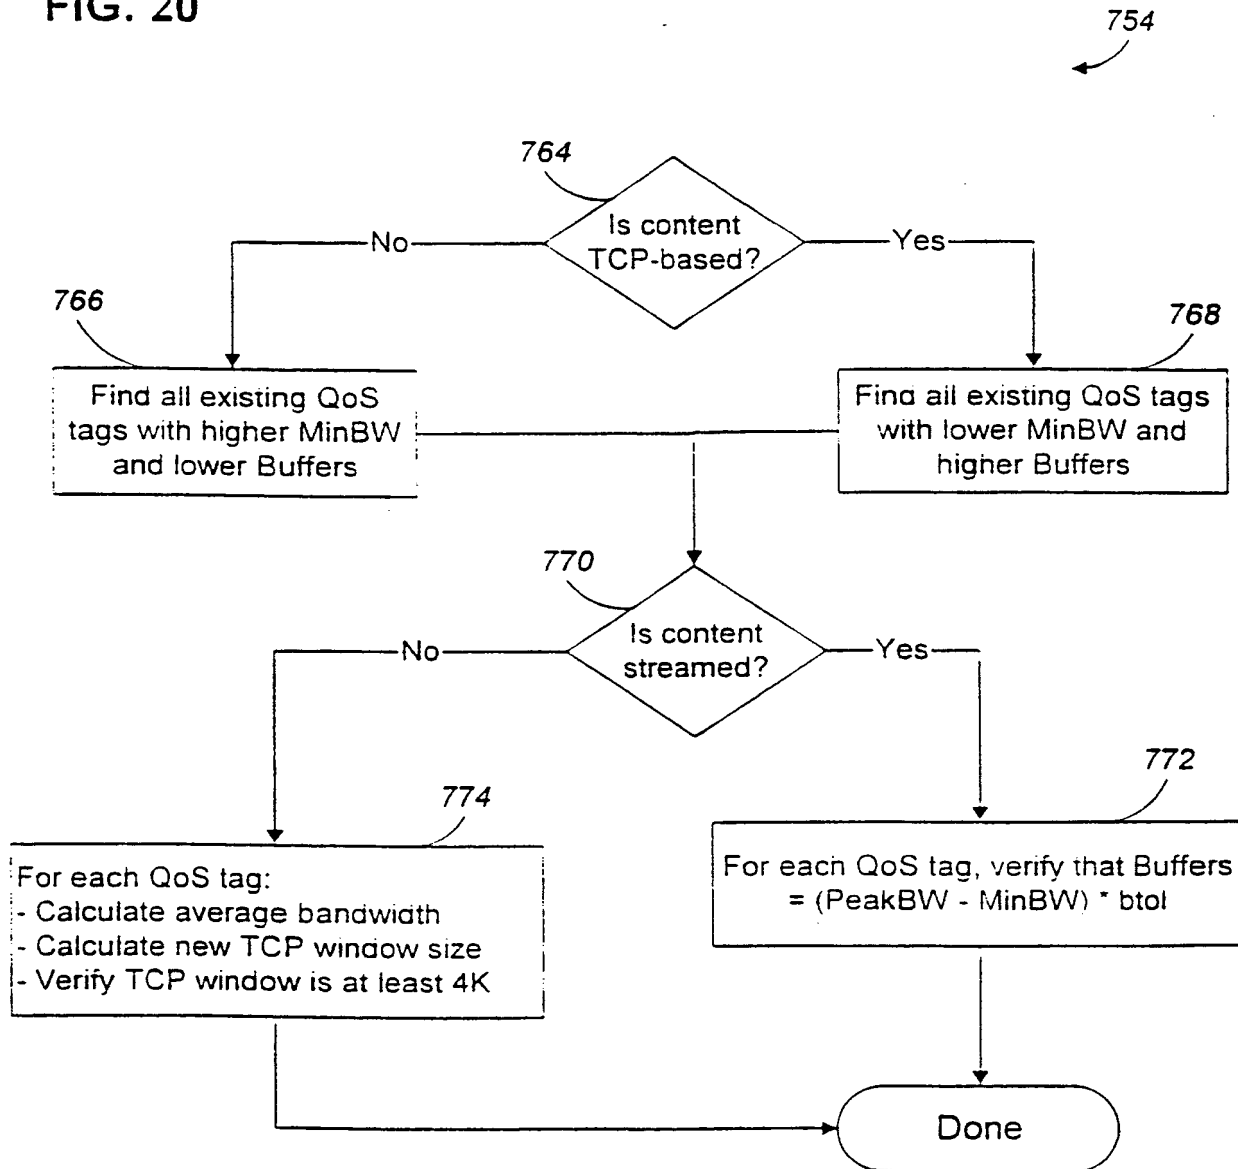 FIG. 20
754
764
Is content
TCP-based?
No
Yes
766
768
Find all existing QoS
tags with higher MinBW
and lower Buffers
Find all existing QoS tags
with lower MinBW and
higher Buffers
770
Is content
streamed?
No
Yes
774
772
For each QoS tag:
- Calculate average bandwidth
- Calculate new TCP window size
- Verify TCP window is at least 4K
For each QoS tag, verify that Buffers
= (PeakBW - MinBW) * btol
Done